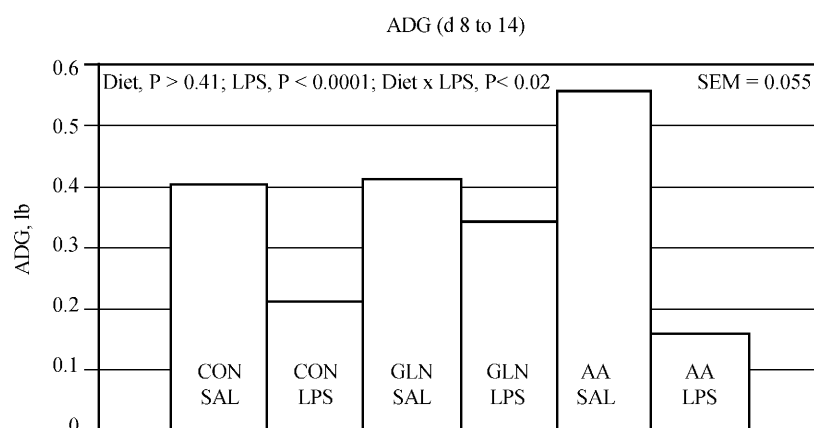 ADG (d 8 to 14)
0.6
Diet, P > 0.41; LPS, P < 0.0001; Diet x LPS, P< 0.02
SEM = 0.055
0.5
0.4
0.3
0.2
0.1
0
ADG, lb
CON
SAL
CON
LPS
GLN
SAL
GLN
LPS
AA
SAL
AA
LPS